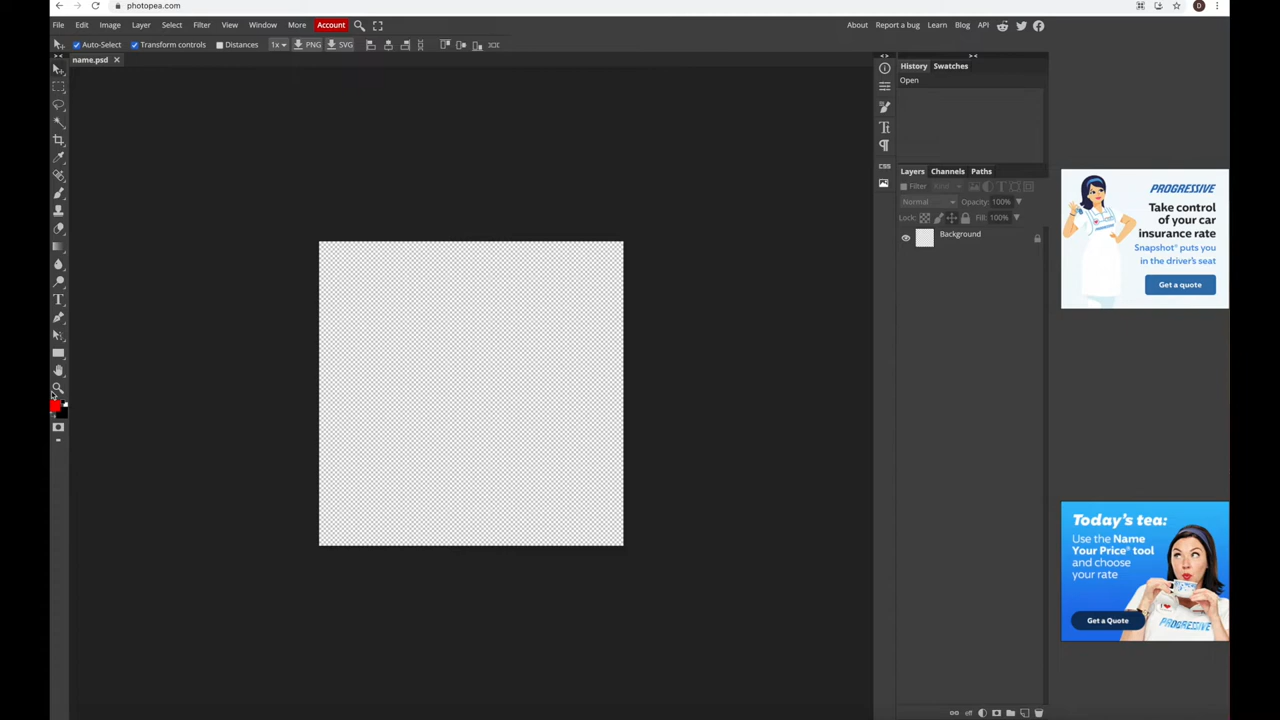 photopea.com
D
File Edit Image Layer Select Filter View Window More Account
About Report a bug Learn Blog API
Auto-Select Transform controls Distances 1x PNG SVG
name.psd
History Swatches
Open
CSS
Layers Channels Paths
Filter Kind
Normal Opacity: 100%
Lock: Fill: 100%
Background
PROGRESSIVE
Take control
of your car
insurance rate
Snapshot® puts you
in the driver's seat
Get a quote
Today's tea:
Use the Name
Your Price® tool
and choose
your rate
Get a Quote
PROGRESSIVE